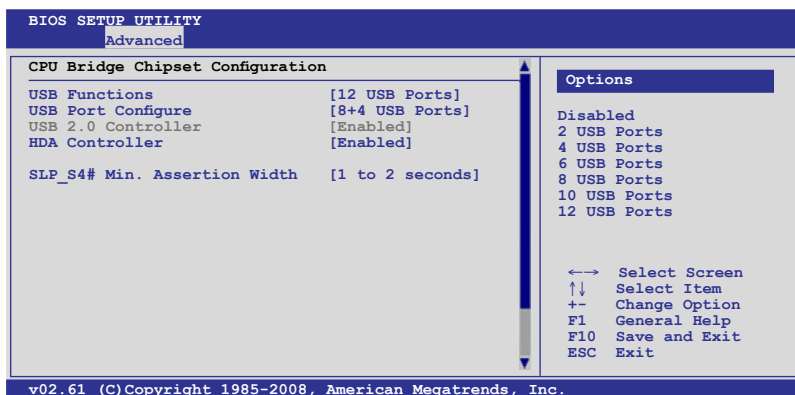 BIOS SETUP UTILITY
Advanced
CPU Bridge Chipset Configuration
USB Functions [12 USB Ports]
USB Port Configure [8+4 USB Ports]
USB 2.0 Controller [Enabled]
HDA Controller [Enabled]
SLP_S4# Min. Assertion Width [1 to 2 seconds]
Options
Disabled
2 USB Ports
4 USB Ports
6 USB Ports
8 USB Ports
10 USB Ports
12 USB Ports
←→ Select Screen
↑↓ Select Item
+- Change Option
F1 General Help
F10 Save and Exit
ESC Exit
v02.61 (C)Copyright 1985-2008, American Megatrends, Inc.